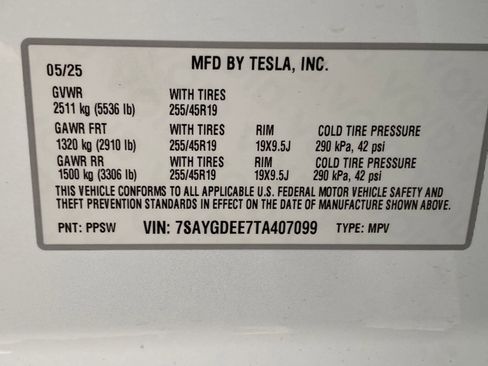 05/25 MFD BY TESLA, INC.
GVWR WITH TIRES
2511 kg (5536 lb) 255/45R19
GAWR FRT WITH TIRES RIM COLD TIRE PRESSURE
1320 kg (2910 lb) 255/45R19 19X9.5J 290 kPa, 42 psi
GAWR RR WITH TIRES RIM COLD TIRE PRESSURE
1500 kg (3306 lb) 255/45R19 19X9.5J 290 kPa, 42 psi
THIS VEHICLE CONFORMS TO ALL APPLICABLE U.S. FEDERAL MOTOR VEHICLE SAFETY AND
THEFT PREVENTION STANDARDS IN EFFECT ON THE DATE OF MANUFACTURE SHOWN ABOVE.
PNT: PPSW VIN: 7SAYGDEE7TA407099 TYPE: MPV